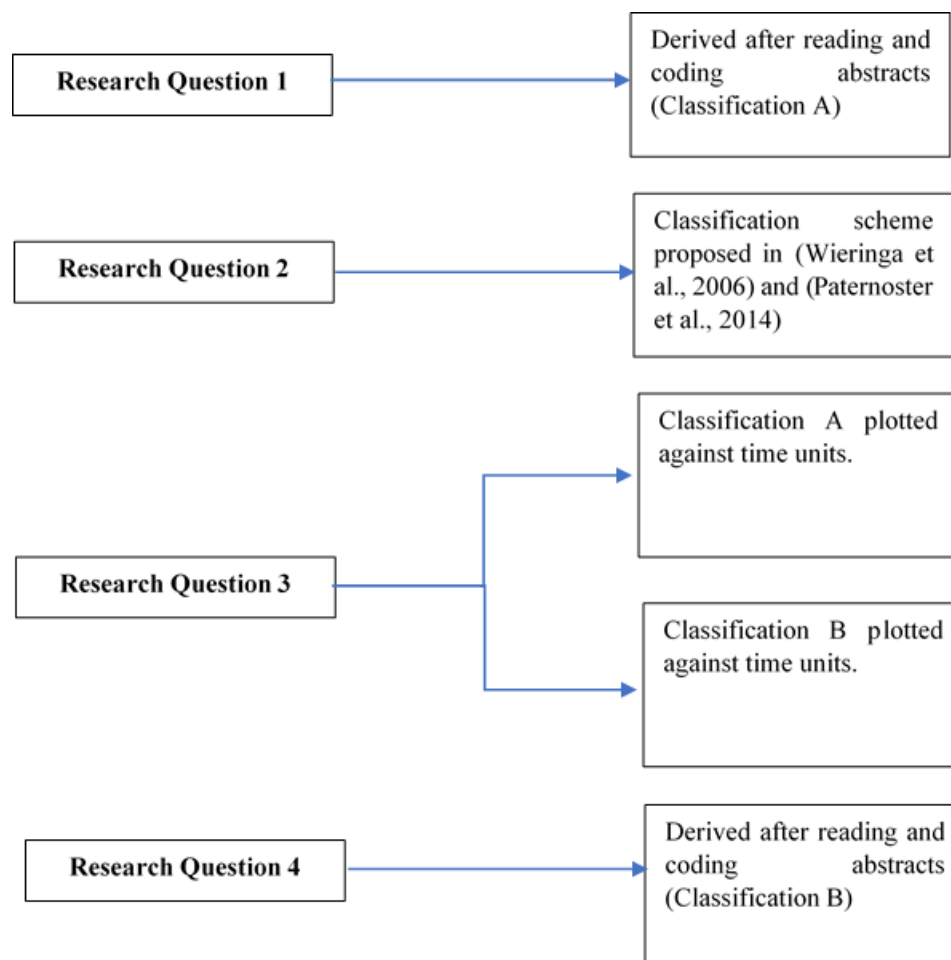 Research Question 1
Derived after reading and
coding abstracts
(Classification A)
Research Question 2
Classification scheme
proposed in (Wieringa et
al., 2006) and (Paternoster
et al., 2014)
Research Question 3
Classification A plotted
against time units.
Classification B plotted
against time units.
Research Question 4
Derived after reading and
coding abstracts
(Classification B)